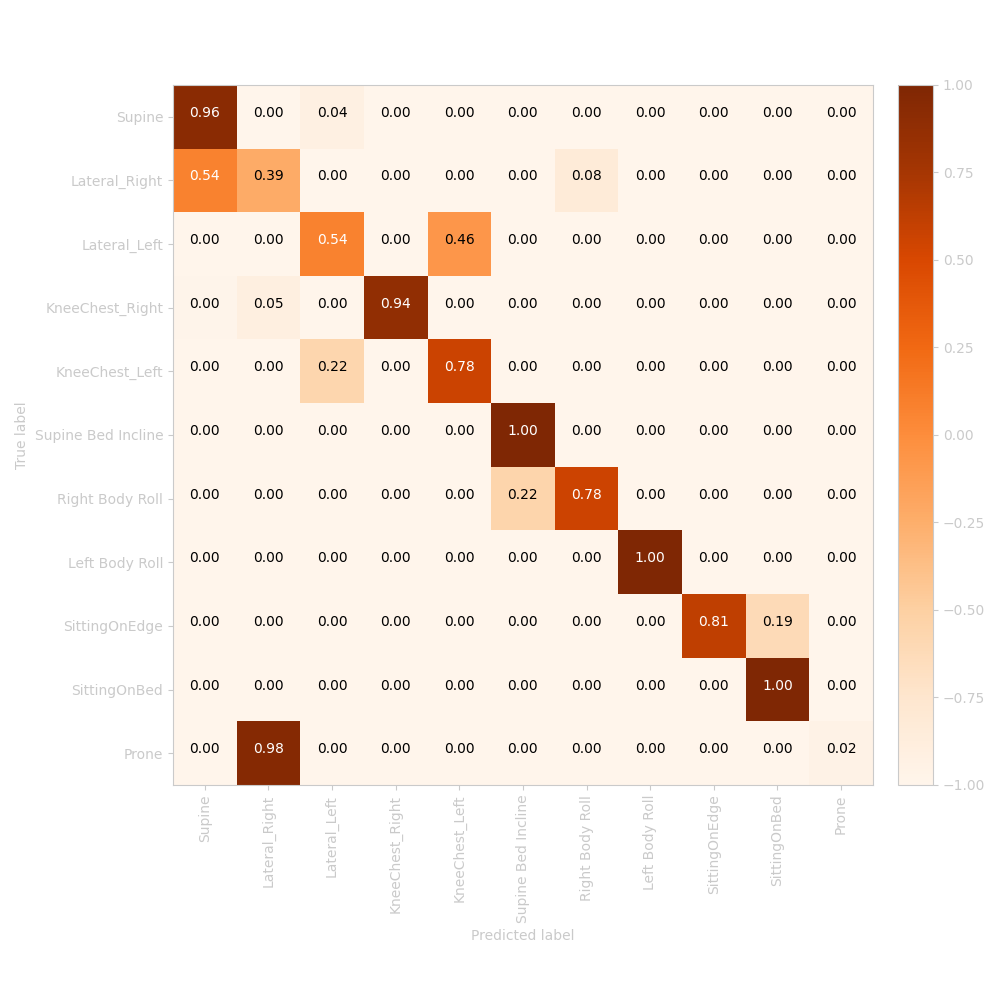 Supine 0.96 0.00 0.04 0.00 0.00 0.00 0.00 0.00 0.00 0.00 0.00
Lateral_Right 0.54 0.39 0.00 0.00 0.00 0.00 0.08 0.00 0.00 0.00 0.00
Lateral_Left 0.00 0.00 0.54 0.00 0.46 0.00 0.00 0.00 0.00 0.00 0.00
KneeChest_Right 0.00 0.05 0.00 0.94 0.00 0.00 0.00 0.00 0.00 0.00 0.00
KneeChest_Left 0.00 0.00 0.22 0.00 0.78 0.00 0.00 0.00 0.00 0.00 0.00
Supine Bed Incline 0.00 0.00 0.00 0.00 0.00 1.00 0.00 0.00 0.00 0.00 0.00
Right Body Roll 0.00 0.00 0.00 0.00 0.00 0.22 0.78 0.00 0.00 0.00 0.00
Left Body Roll 0.00 0.00 0.00 0.00 0.00 0.00 0.00 1.00 0.00 0.00 0.00
SittingOnEdge 0.00 0.00 0.00 0.00 0.00 0.00 0.00 0.00 0.81 0.19 0.00
SittingOnBed 0.00 0.00 0.00 0.00 0.00 0.00 0.00 0.00 0.00 1.00 0.00
Prone 0.00 0.98 0.00 0.00 0.00 0.00 0.00 0.00 0.00 0.00 0.02
True label
Supine
Lateral_Right
Lateral_Left
KneeChest_Right
KneeChest_Left
Supine Bed Incline
Right Body Roll
Left Body Roll
SittingOnEdge
SittingOnBed
Prone
Predicted label
1.00
0.75
0.50
0.25
0.00
−0.25
−0.50
−0.75
−1.00